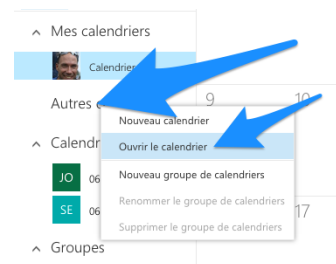 Mes calendriers
Calendrier
Autres c
9
10
Nouveau calendrier
Ouvrir le calendrier
Calendr
Nouveau groupe de calendriers
JO 06
Renommer le groupe de calendriers
SE 06
17
Supprimer le groupe de calendriers
Groupes